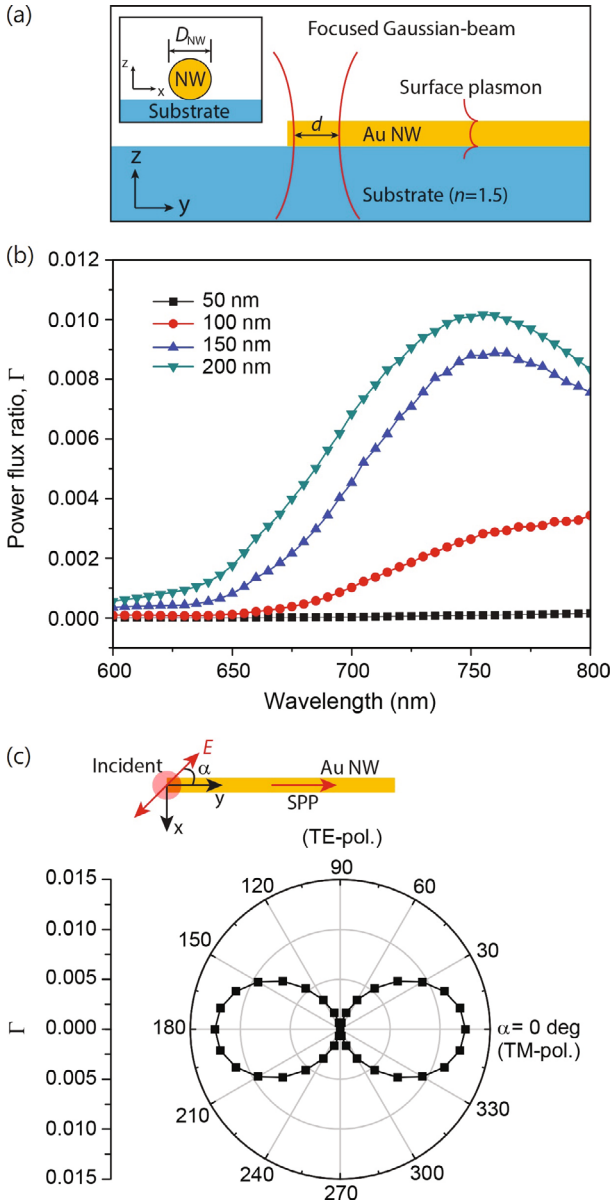 (a)
D_NW
Focused Gaussian-beam
z
NW
x
Substrate
Surface plasmon
d
Au NW
z
y
Substrate (n=1.5)
(b)
0.012
0.010
0.008
0.006
0.004
0.002
0.000
Power flux ratio, Γ
50 nm
100 nm
150 nm
200 nm
600
650
700
750
800
Wavelength (nm)
(c)
E
Incident
α
Au NW
y
SPP
x
(TE-pol.)
90
120
60
150
30
180
α= 0 deg
(TM-pol.)
210
330
240
300
270
0.015
0.010
0.005
0.000
0.005
0.010
0.015
Γ